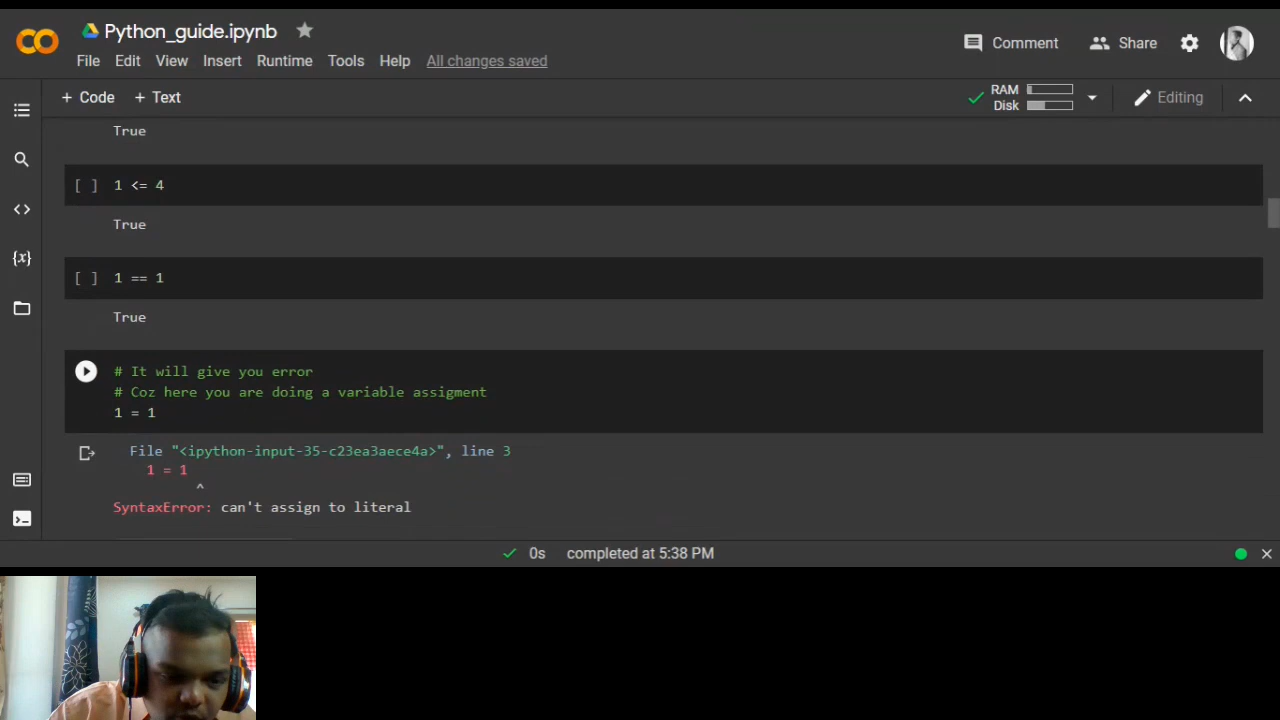 Python_guide.ipynb
Comment
Share
File Edit View Insert Runtime Tools Help All changes saved
+ Code + Text
RAM
Disk
Editing
True
[ ] 1 <= 4
True
[ ] 1 == 1
True
# It will give you error
# Coz here you are doing a variable assigment
1 = 1
File "<ipython-input-35-c23ea3aece4a>", line 3
1 = 1
^
SyntaxError: can't assign to literal
0s completed at 5:38 PM